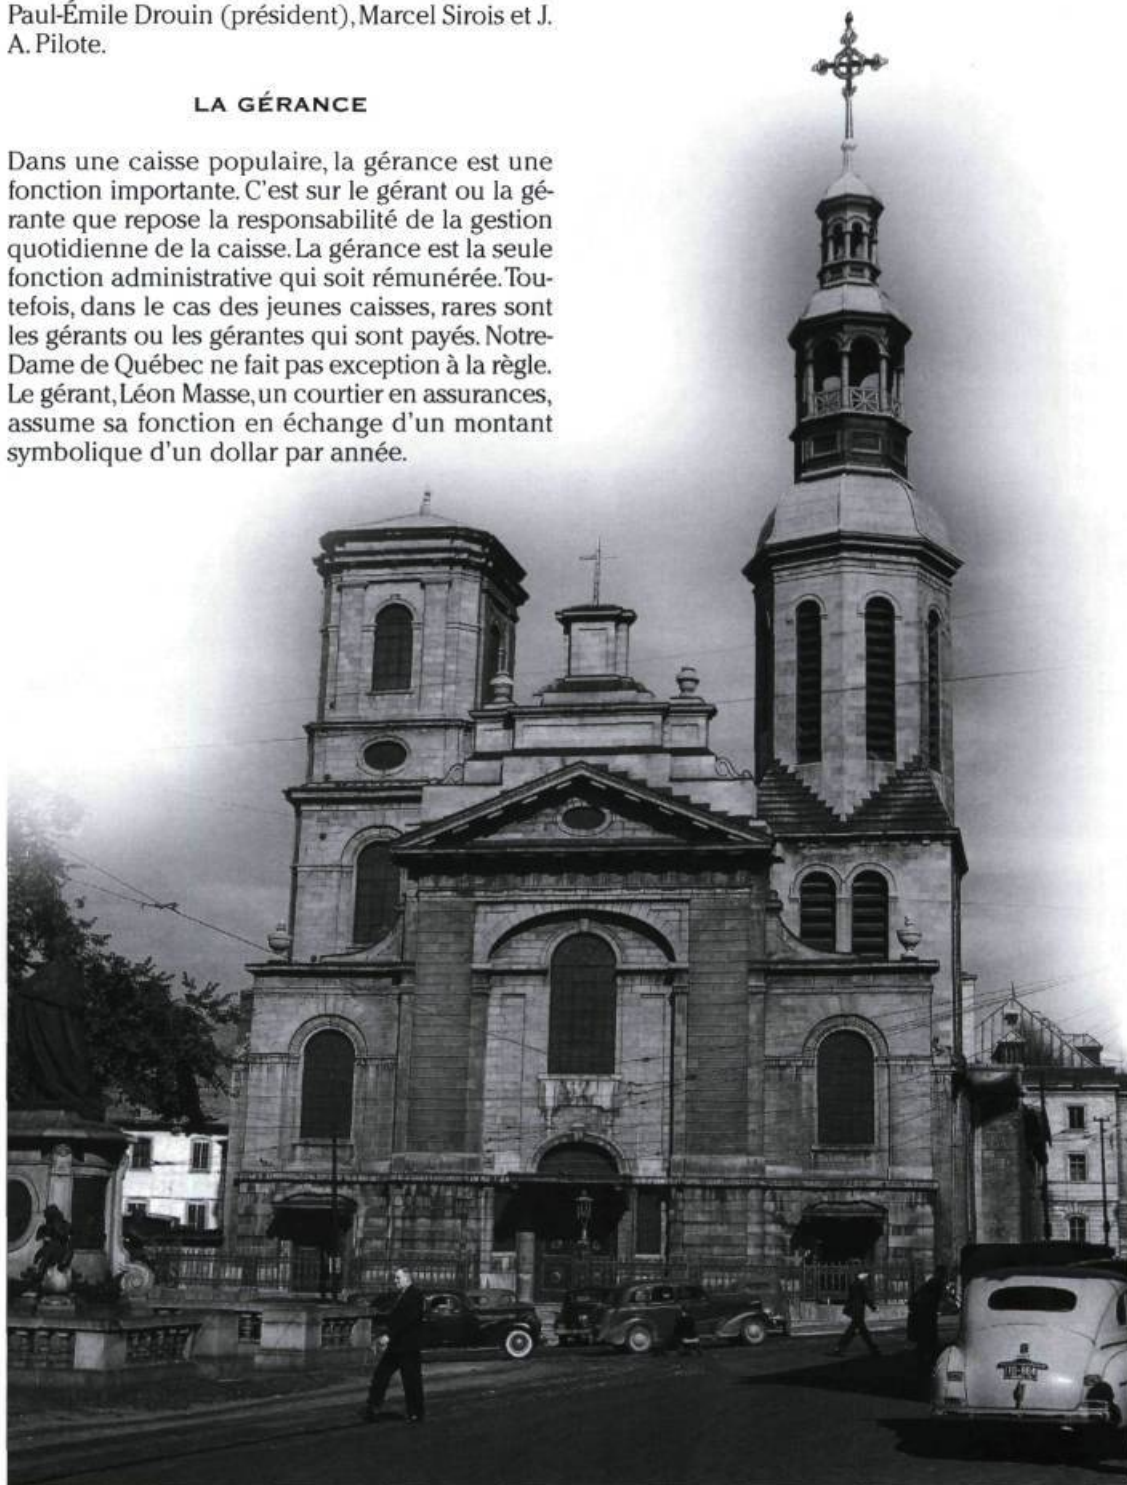 Paul-Émile Drouin (président), Marcel Sirois et J.
A. Pilote.
LA GÉRANCE
Dans une caisse populaire, la gérance est une
fonction importante. C'est sur le gérant ou la gé-
rante que repose la responsabilité de la gestion
quotidienne de la caisse. La gérance est la seule
fonction administrative qui soit rémunérée. Tou-
tefois, dans le cas des jeunes caisses, rares sont
les gérants ou les gérantes qui sont payés. Notre-
Dame de Québec ne fait pas exception à la règle.
Le gérant, Léon Masse, un courtier en assurances,
assume sa fonction en échange d'un montant
symbolique d'un dollar par année.